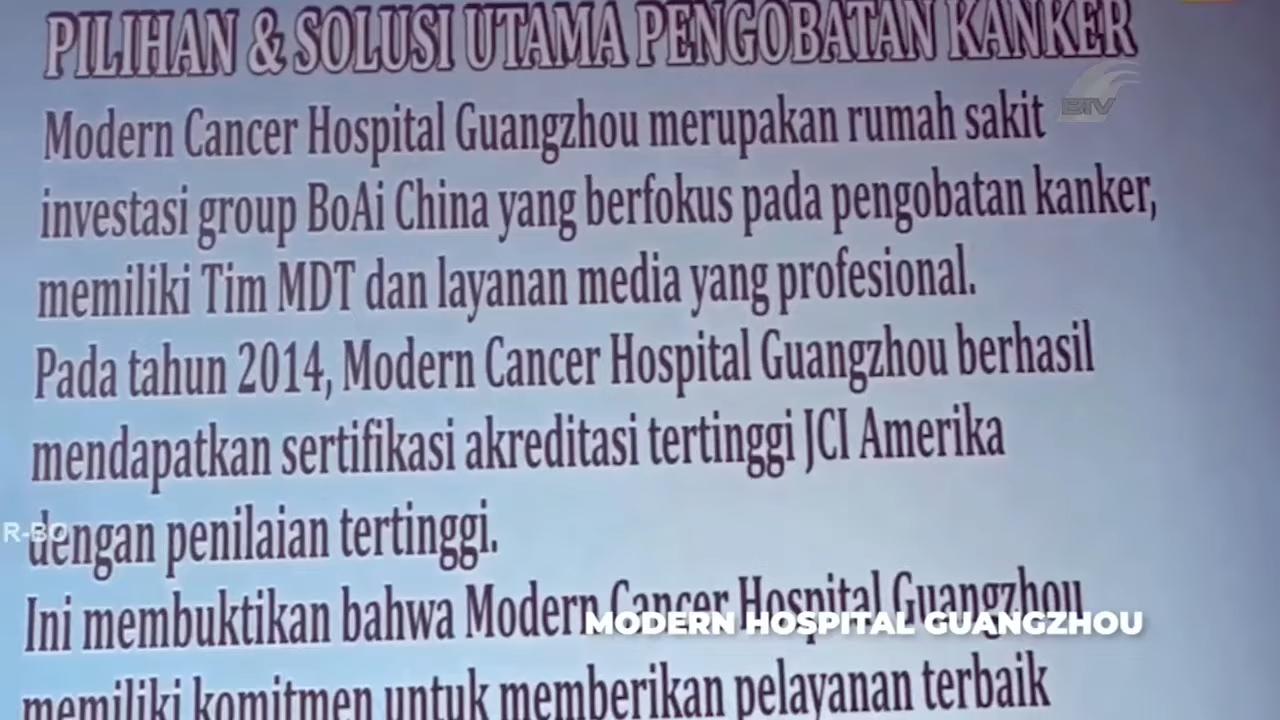 PILIHAN & SOLUSI UTAMA PENGOBATAN KANKER
BTV
Modern Cancer Hospital Guangzhou merupakan rumah sakit
investasi group BoAi China yang berfokus pada pengobatan kanker,
memiliki Tim MDT dan layanan media yang profesional.
Pada tahun 2014, Modern Cancer Hospital Guangzhou berhasil
mendapatkan sertifikasi akreditasi tertinggi JCI Amerika
R-BO
dengan penilaian tertinggi.
Ini membuktikan bahwa Modern Cancer Hospital Guangzhou
MODERN HOSPITAL GUANGZHOU
memiliki komitmen untuk memberikan pelayanan terbaik